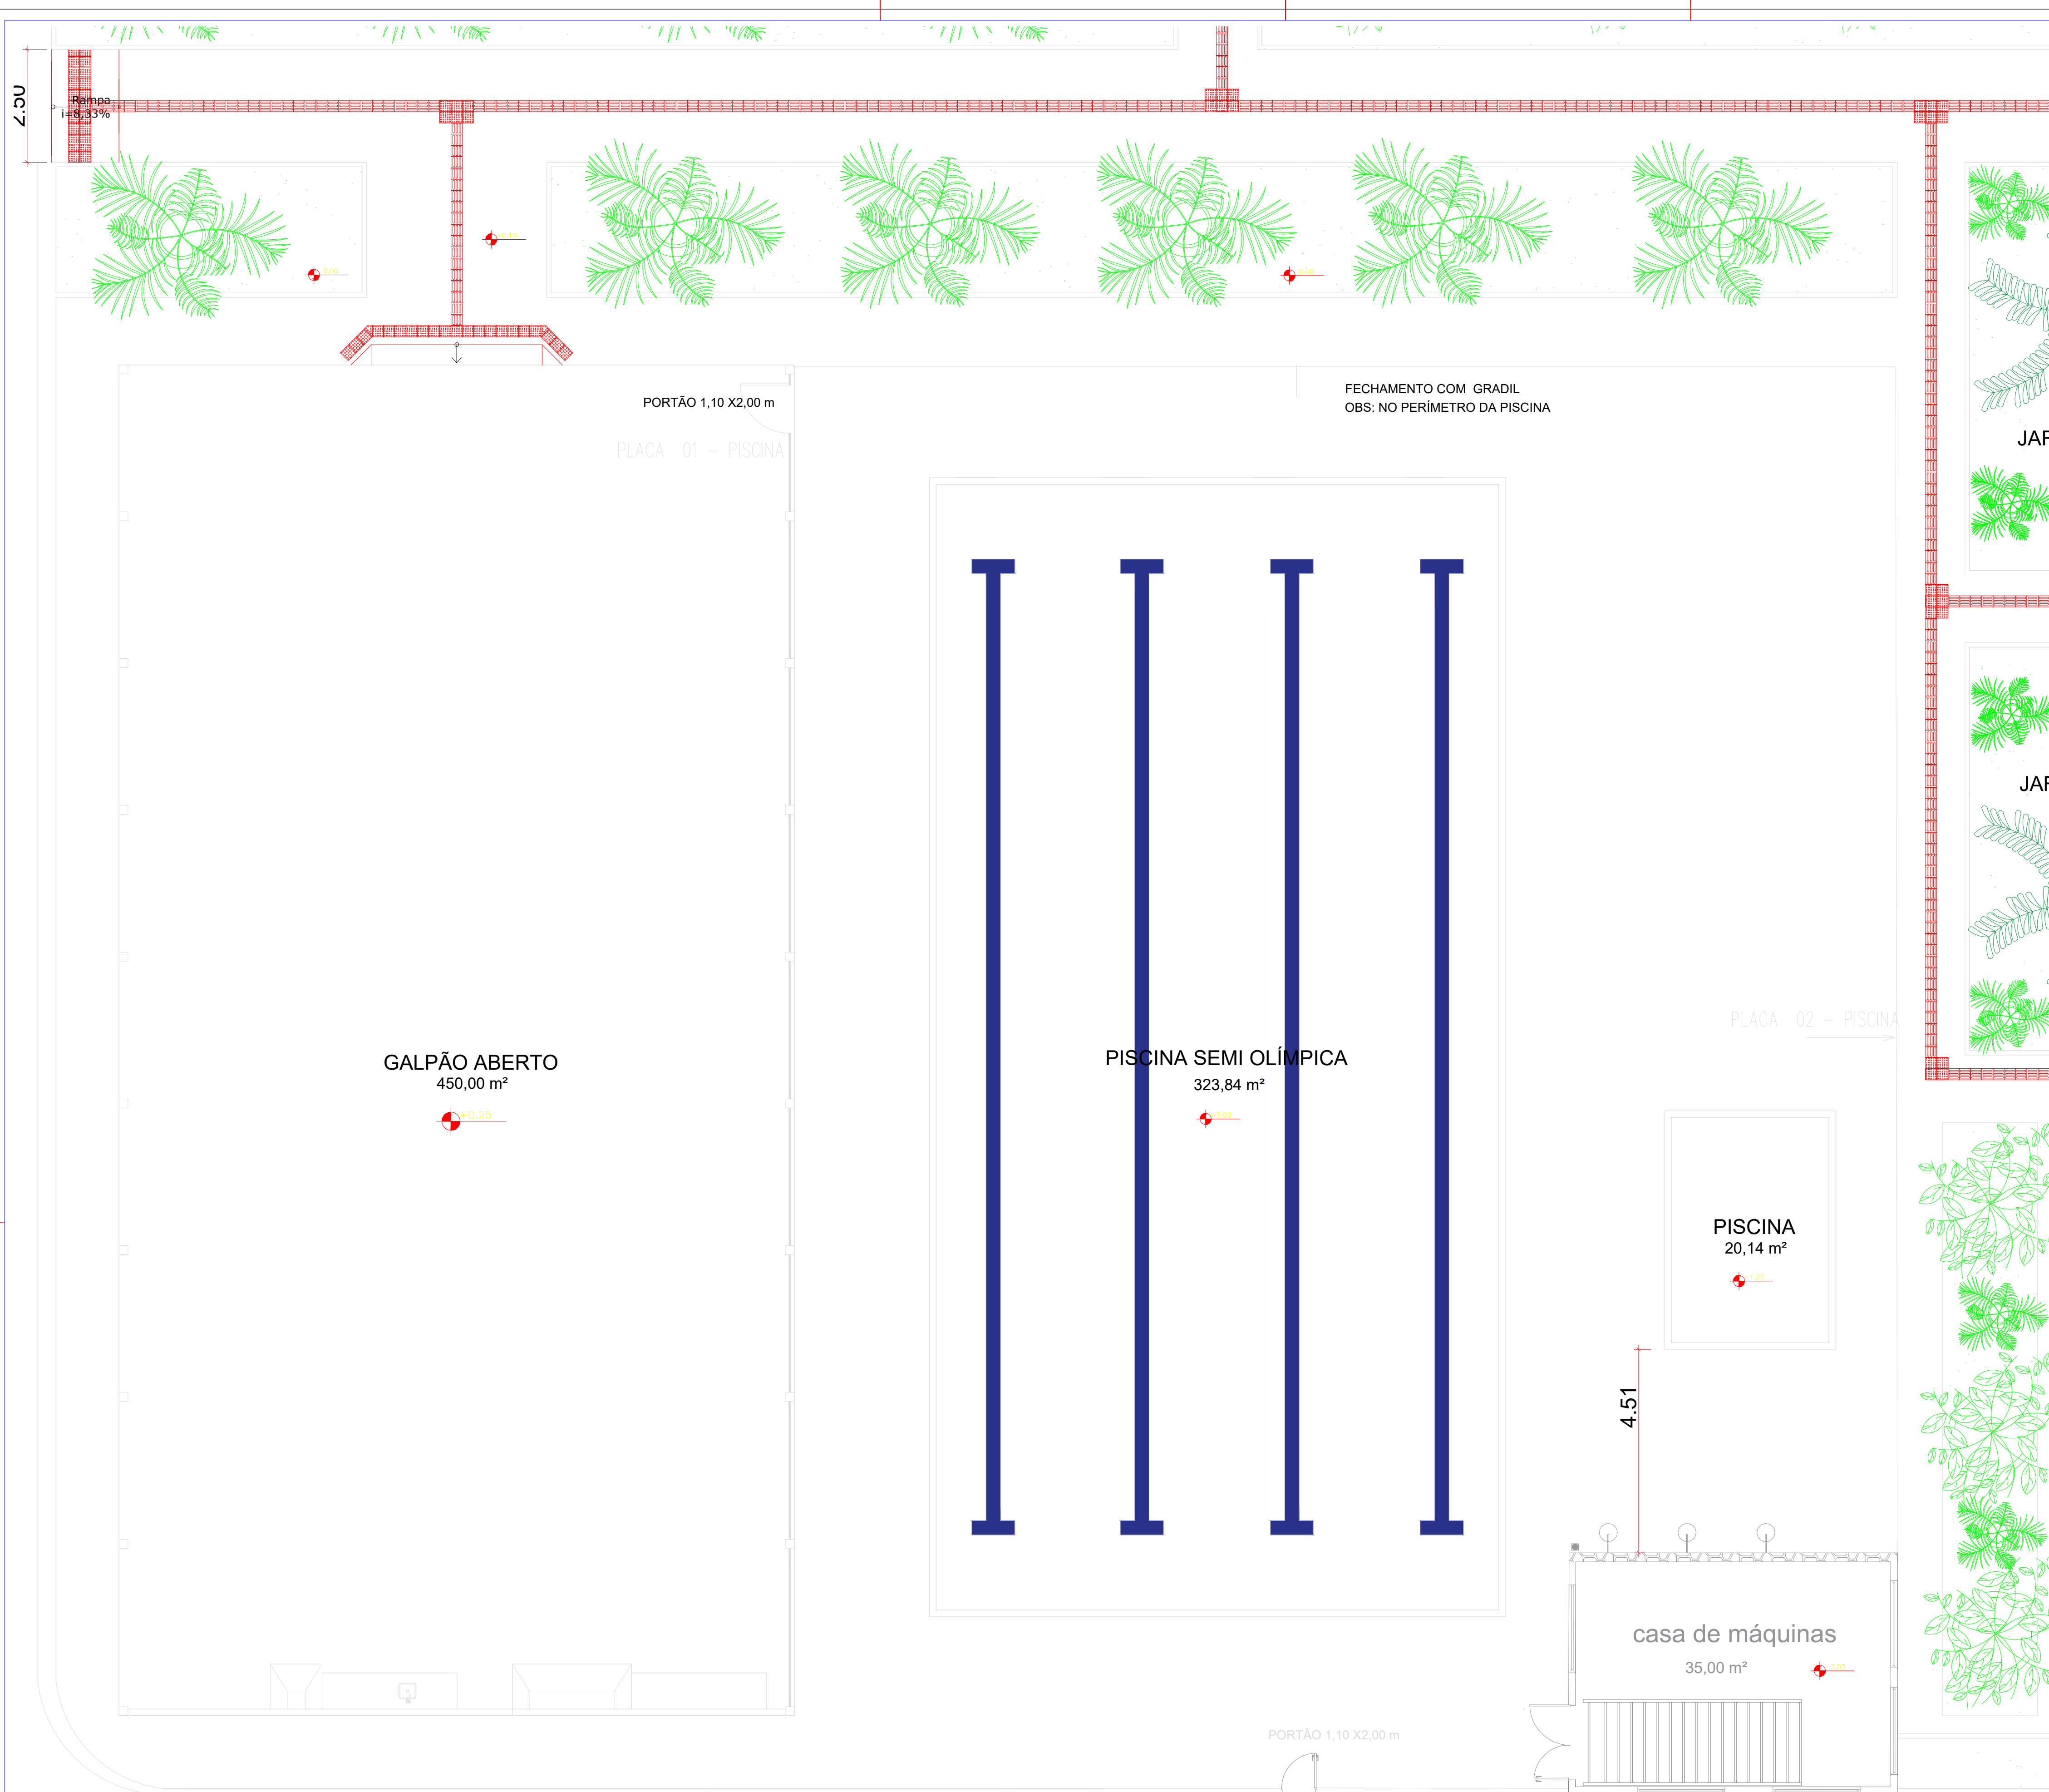 2.50
Rampa
i=8,33%
PORTÃO 1,10 X2,00 m
PLACA 01 - PISCINA
FECHAMENTO COM GRADIL
OBS: NO PERÍMETRO DA PISCINA
JAR
JAR
PLACA 02 - PISCINA
GALPÃO ABERTO
450,00 m²
+0.25
PISCINA SEMI OLÍMPICA
323,84 m²
PISCINA
20,14 m²
4.51
casa de máquinas
35,00 m²
PORTÃO 1,10 X2,00 m